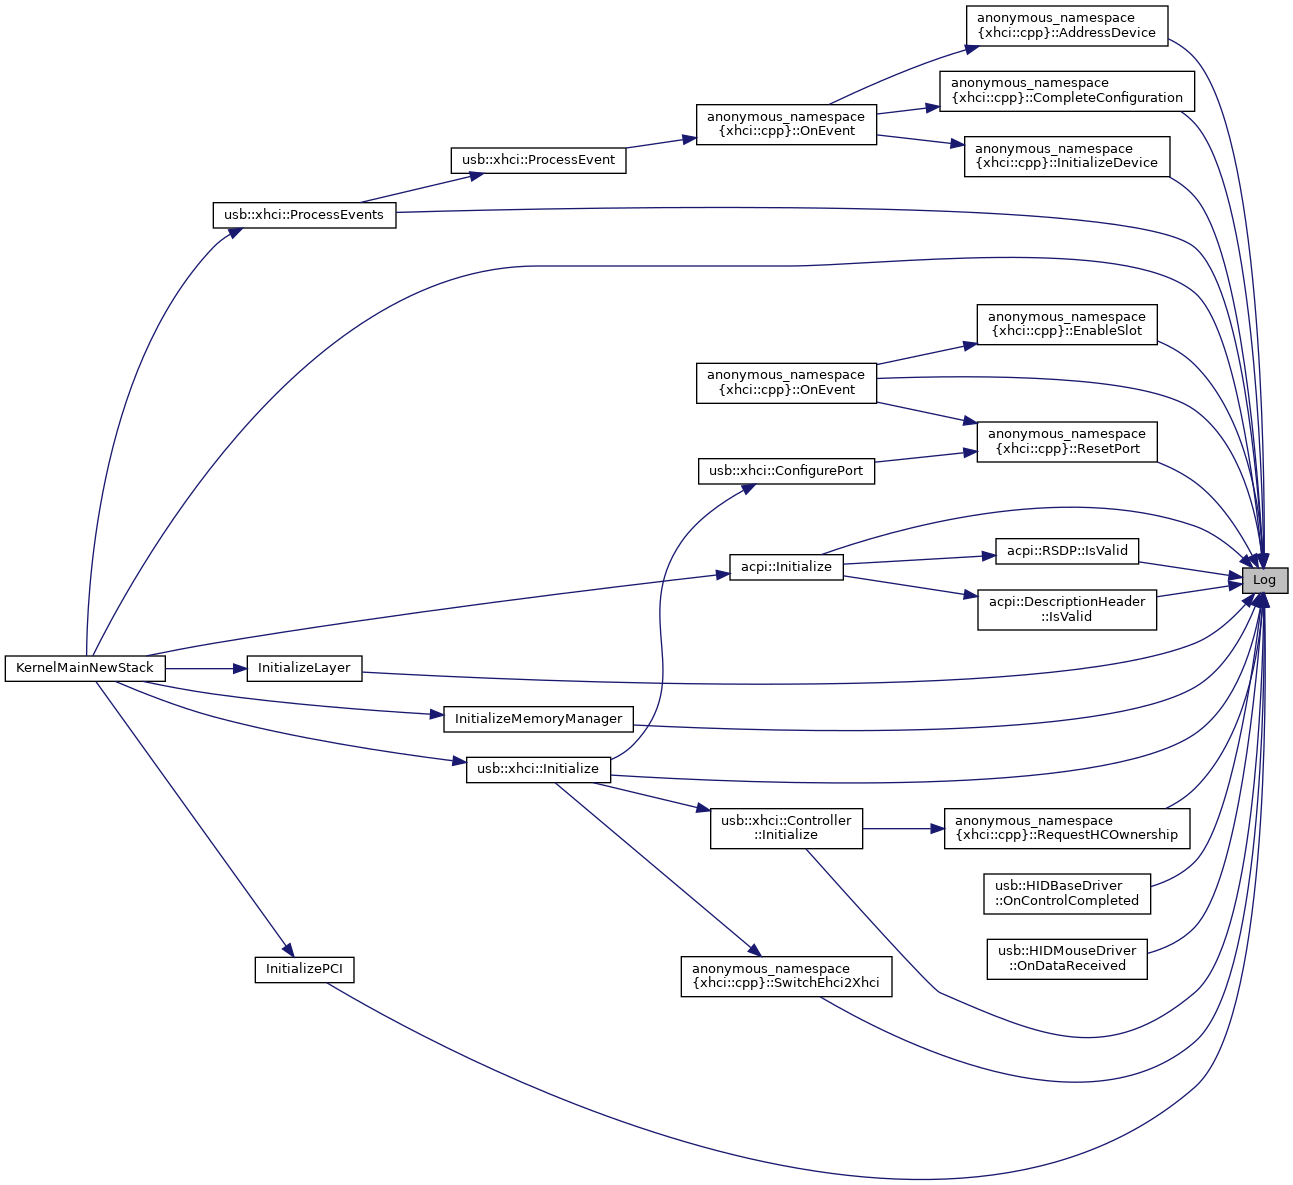 anonymous_namespace
{xhci::cpp}::AddressDevice
anonymous_namespace
{xhci::cpp}::CompleteConfiguration
anonymous_namespace
{xhci::cpp}::OnEvent
anonymous_namespace
{xhci::cpp}::InitializeDevice
usb::xhci::ProcessEvent
usb::xhci::ProcessEvents
anonymous_namespace
{xhci::cpp}::EnableSlot
anonymous_namespace
{xhci::cpp}::OnEvent
anonymous_namespace
{xhci::cpp}::ResetPort
usb::xhci::ConfigurePort
acpi::RSDP::IsValid
acpi::Initialize
Log
acpi::DescriptionHeader
::IsValid
KernelMainNewStack
InitializeLayer
InitializeMemoryManager
usb::xhci::Initialize
usb::xhci::Controller
::Initialize
anonymous_namespace
{xhci::cpp}::RequestHCOwnership
usb::HIDBaseDriver
::OnControlCompleted
usb::HIDMouseDriver
::OnDataReceived
InitializePCI
anonymous_namespace
{xhci::cpp}::SwitchEhci2Xhci